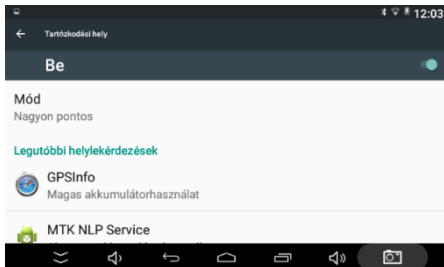 12:03
Tartózkodási hely
Be
Mód
Nagyon pontos
Legutóbbi helylekérdezések
GPSInfo
Magas akkumulátorhasználat
MTK NLP Service